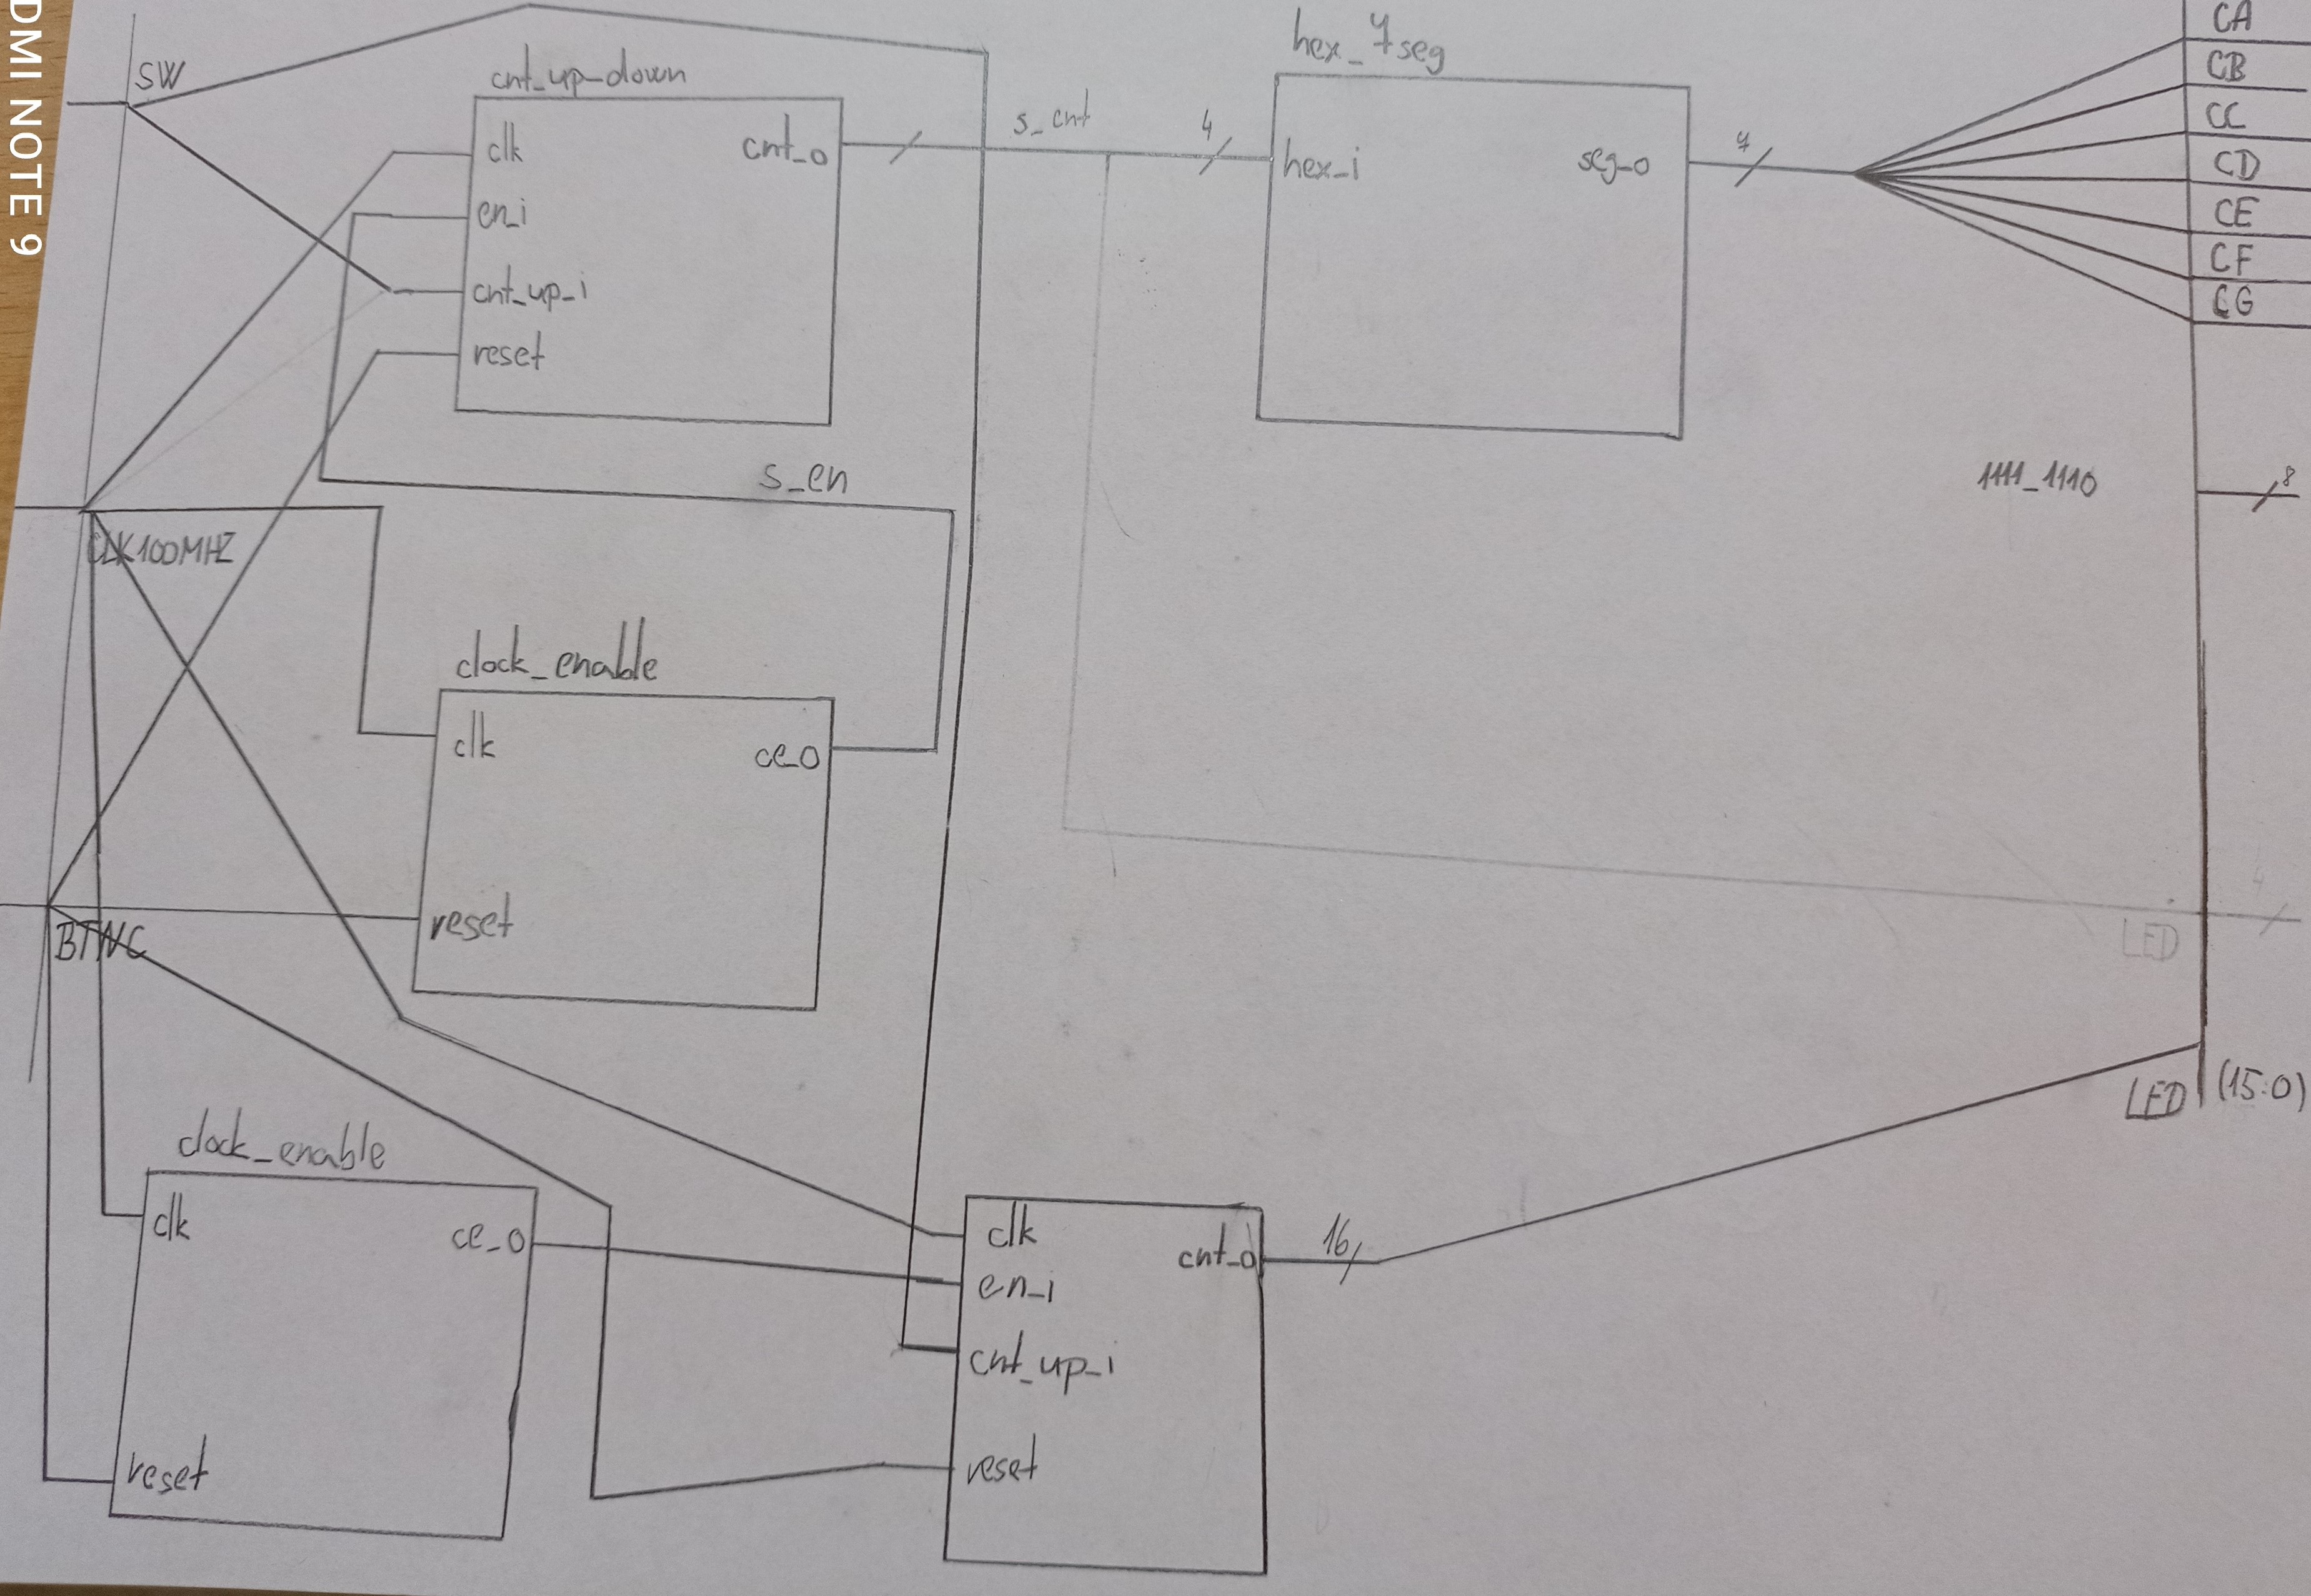 DMI NOTE 9
SW
cnt_up_down
clk
en_i
cnt_up_i
reset
cnt_o
s_cnt
4
hex_7seg
hex_i
seg_o
7
CA
CB
CC
CD
CE
CF
CG
1111_1110
8
s_en
CLK100MHZ
clock_enable
clk
ce_o
reset
BTNC
4
LED
LED (15:0)
clock_enable
clk
ce_o
reset
clk
en_i
cnt_up_i
reset
cnt_o
16